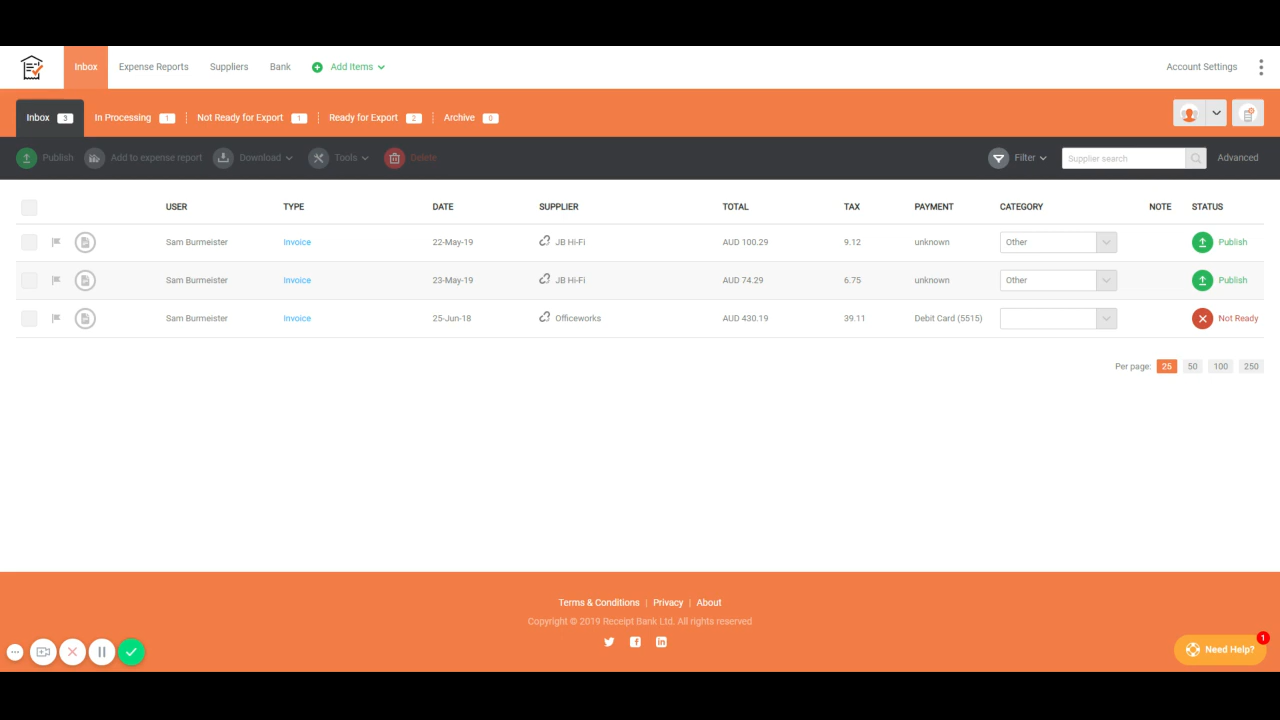 Inbox Expense Reports Suppliers Bank Add Items Account Settings
Inbox 3 In Processing 1 | Not Ready for Export 1 | Ready for Export 2 | Archive 0
Publish Add to expense report Download Tools Delete Filter Supplier search Advanced
USER TYPE DATE SUPPLIER TOTAL TAX PAYMENT CATEGORY NOTE STATUS
Sam Burmeister Invoice 22-May-19 JB Hi-Fi AUD 100.29 9.12 unknown Other Publish
Sam Burmeister Invoice 23-May-19 JB Hi-Fi AUD 74.29 6.75 unknown Other Publish
Sam Burmeister Invoice 25-Jun-18 Officeworks AUD 430.19 39.11 Debit Card (5515) Not Ready
Per page: 25 50 100 250
Terms & Conditions | Privacy | About
Copyright © 2019 Receipt Bank Ltd. All rights reserved
Need Help? 1